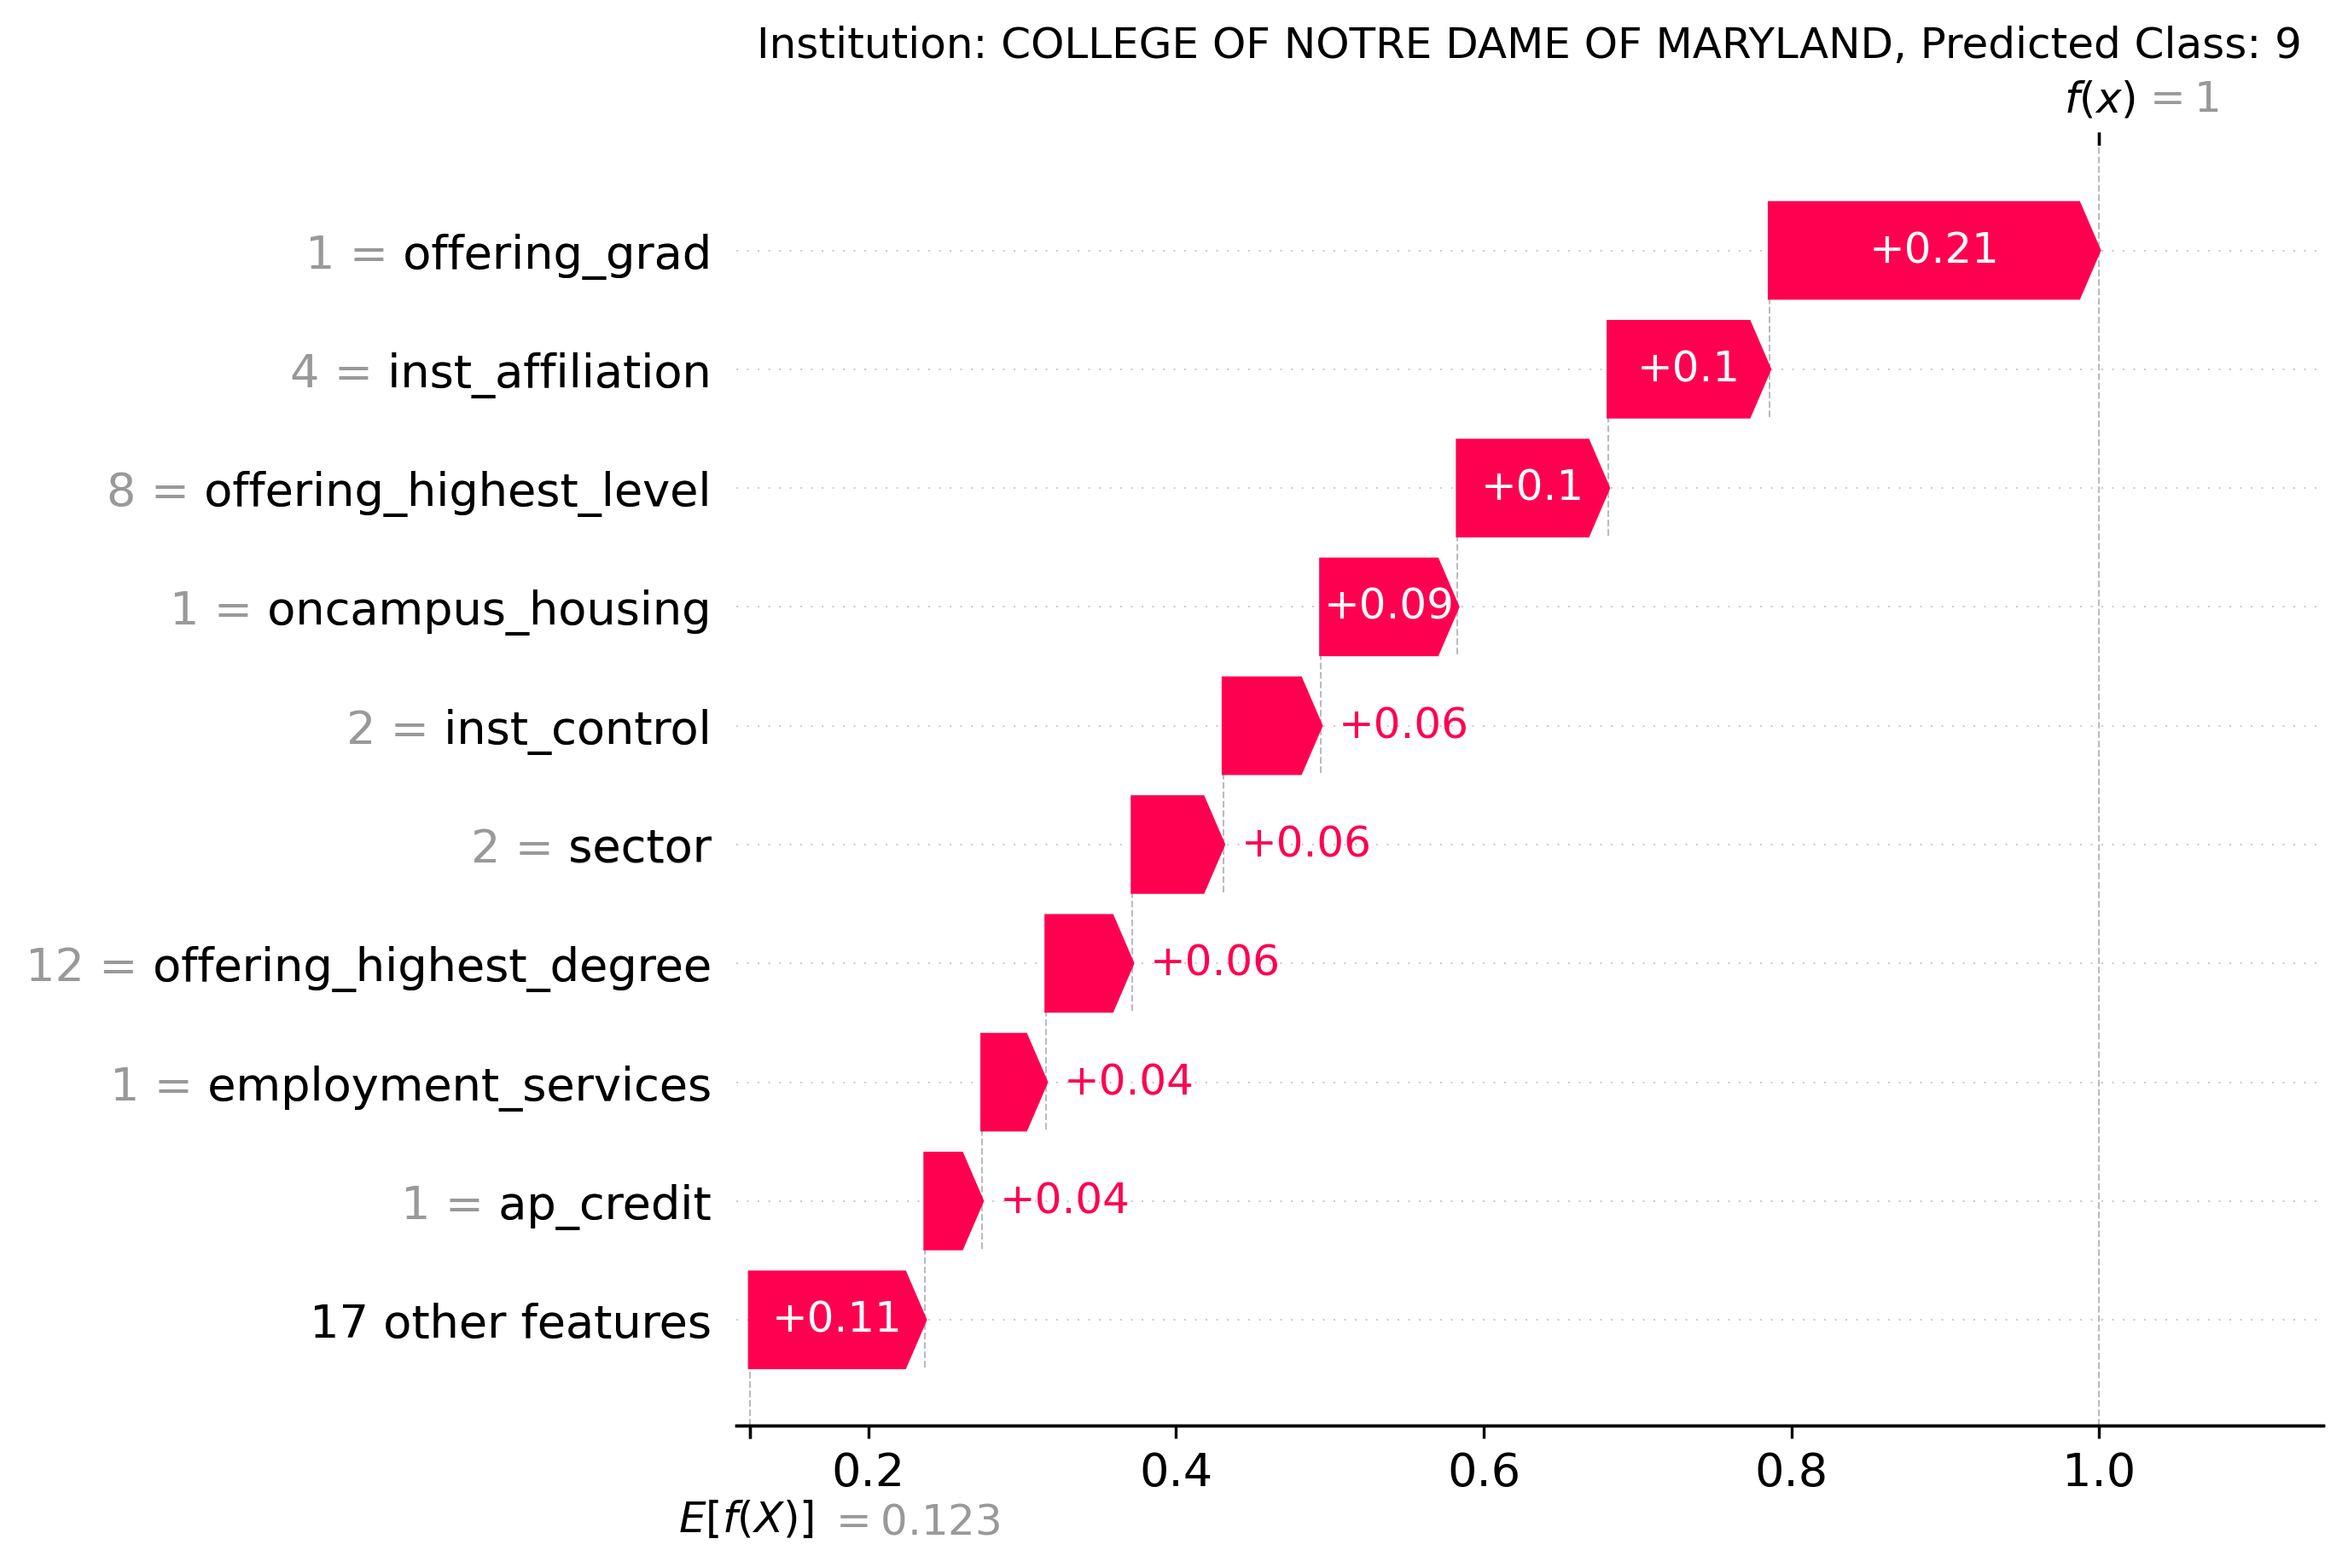 Institution: COLLEGE OF NOTRE DAME OF MARYLAND, Predicted Class: 9
f(x) = 1
1 = offering_grad +0.21
4 = inst_affiliation +0.1
8 = offering_highest_level +0.1
1 = oncampus_housing +0.09
2 = inst_control +0.06
2 = sector +0.06
12 = offering_highest_degree +0.06
1 = employment_services +0.04
1 = ap_credit +0.04
17 other features +0.11
0.2 0.4 0.6 0.8 1.0
E[f(X)] = 0.123